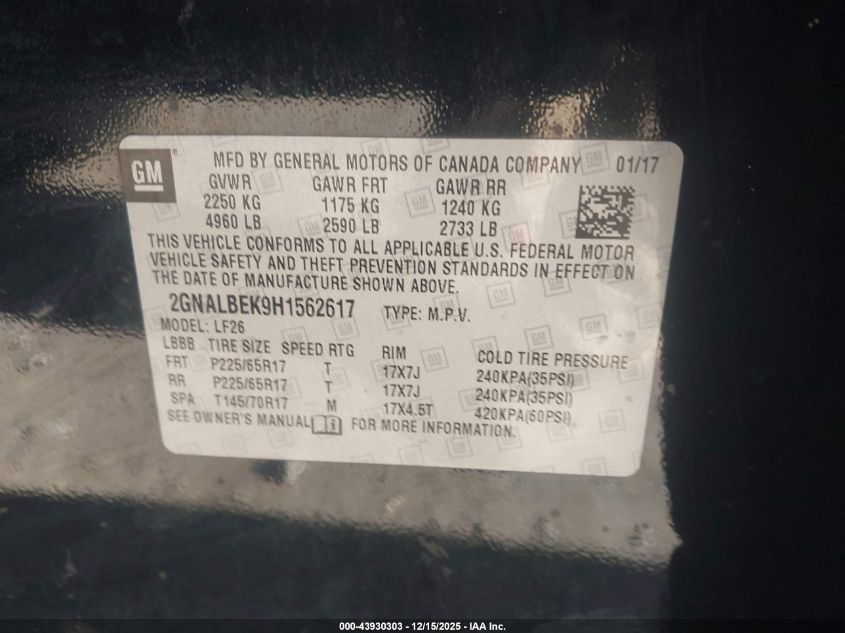 GM ® MFD BY GENERAL MOTORS OF CANADA COMPANY 01/17
GVWR GAWR FRT GAWR RR
2250 KG 1175 KG 1240 KG
4960 LB 2590 LB 2733 LB
THIS VEHICLE CONFORMS TO ALL APPLICABLE U.S. FEDERAL MOTOR
VEHICLE SAFETY AND THEFT PREVENTION STANDARDS IN EFFECT ON
THE DATE OF MANUFACTURE SHOWN ABOVE.
2GNALBEK9H1562617 TYPE: M.P.V.
MODEL: LF26
LBBB TIRE SIZE SPEED RTG RIM COLD TIRE PRESSURE
FRT P225/65R17 T 17X7J 240KPA(35PSI)
RR P225/65R17 T 17X7J 240KPA(35PSI)
SPA T145/70R17 M 17X4.5T 420KPA(60PSI)
SEE OWNER'S MANUAL FOR MORE INFORMATION.
000-43930303 - 12/15/2025 - IAA Inc.